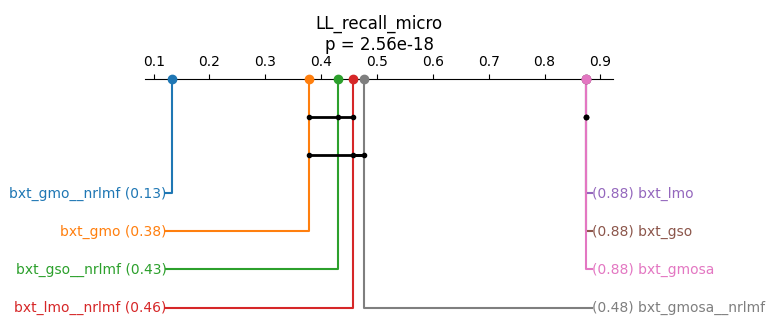 LL_recall_micro
p = 2.56e-18
0.1 0.2 0.3 0.4 0.5 0.6 0.7 0.8 0.9
bxt_gmo__nrlmf (0.13) (0.88) bxt_lmo
bxt_gmo (0.38) (0.88) bxt_gso
bxt_gso__nrlmf (0.43) (0.88) bxt_gmosa
bxt_lmo__nrlmf (0.46) (0.48) bxt_gmosa__nrlmf